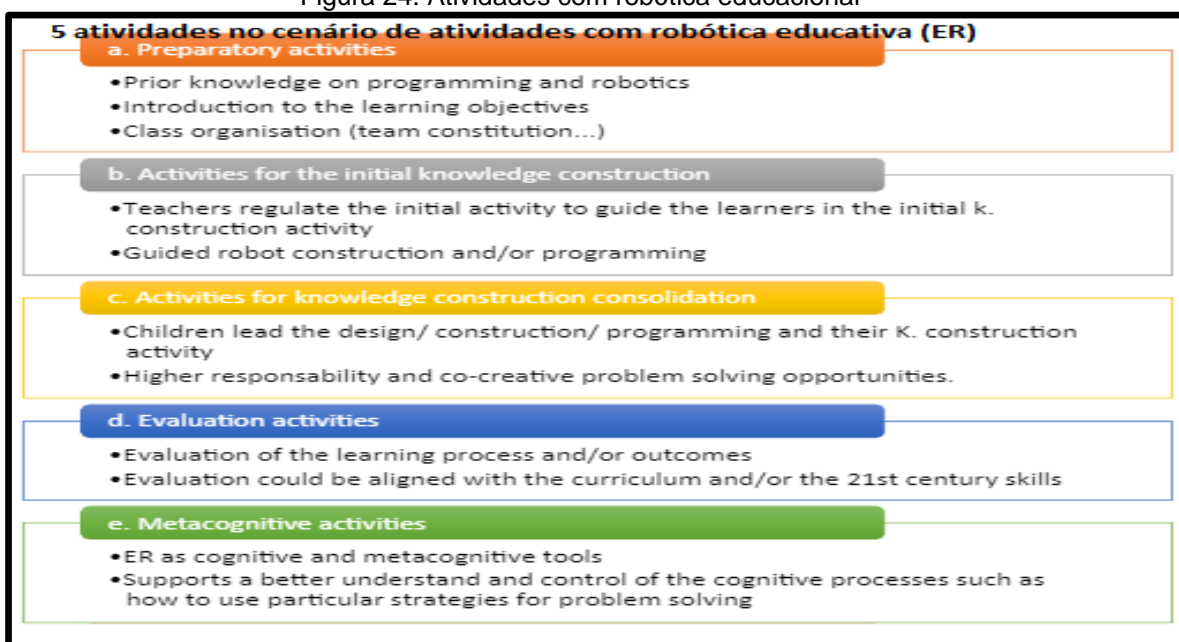 Figura 24: Atividades com robótica educacional
5 atividades no cenário de atividades com robótica educativa (ER)
a. Preparatory activities
•Prior knowledge on programming and robotics
•Introduction to the learning objectives
•Class organisation (team constitution...)
b. Activities for the initial knowledge construction
•Teachers regulate the initial activity to guide the learners in the initial k.
construction activity
•Guided robot construction and/or programming
c. Activities for knowledge construction consolidation
•Children lead the design/ construction/ programming and their K. construction
activity
•Higher responsability and co-creative problem solving opportunities.
d. Evaluation activities
•Evaluation of the learning process and/or outcomes
•Evaluation could be aligned with the curriculum and/or the 21st century skills
e. Metacognitive activities
•ER as cognitive and metacognitive tools
•Supports a better understand and control of the cognitive processes such as
how to use particular strategies for problem solving